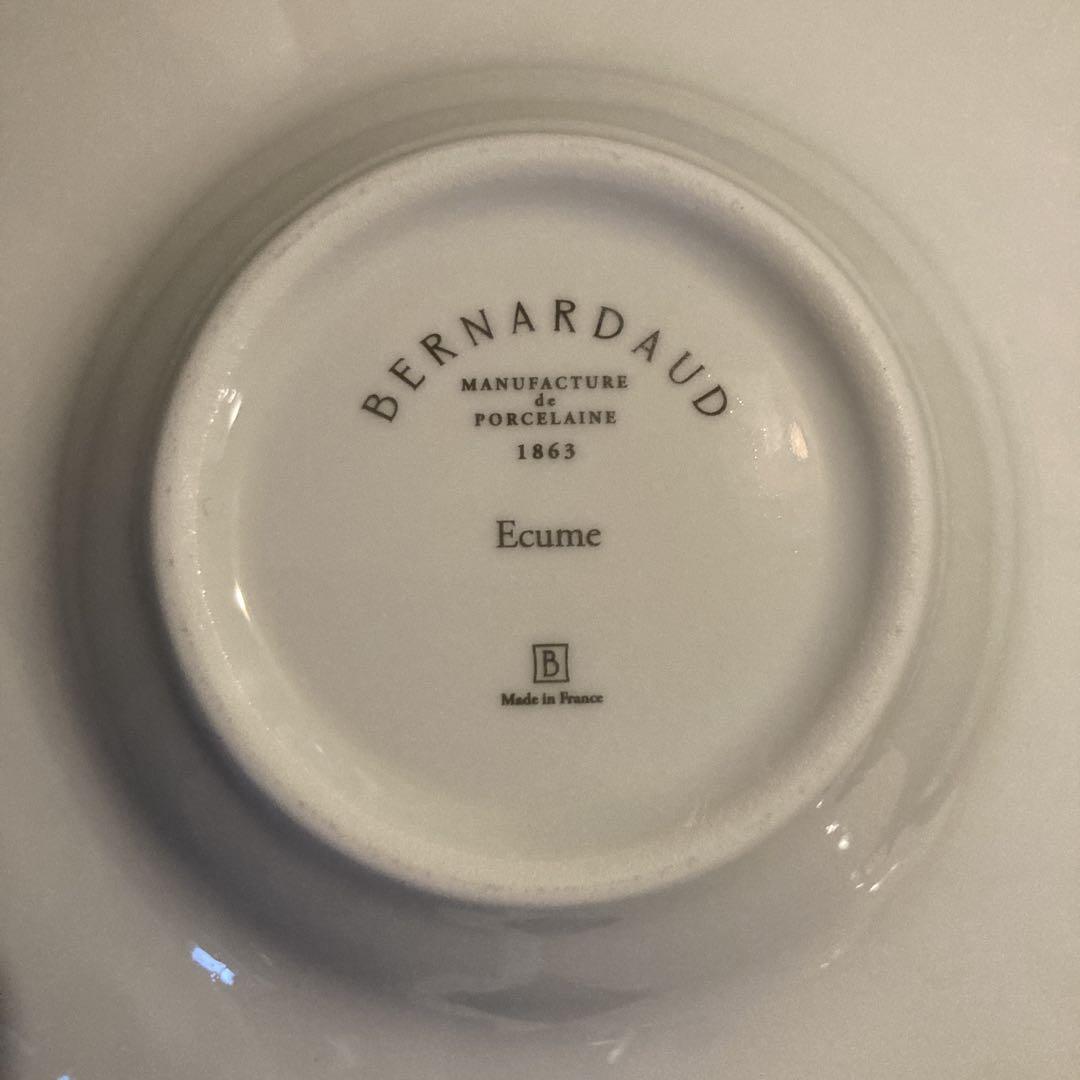 BERNARDAUD
MANUFACTURE
de
PORCELAINE
1863
Ecume
B
Made in France